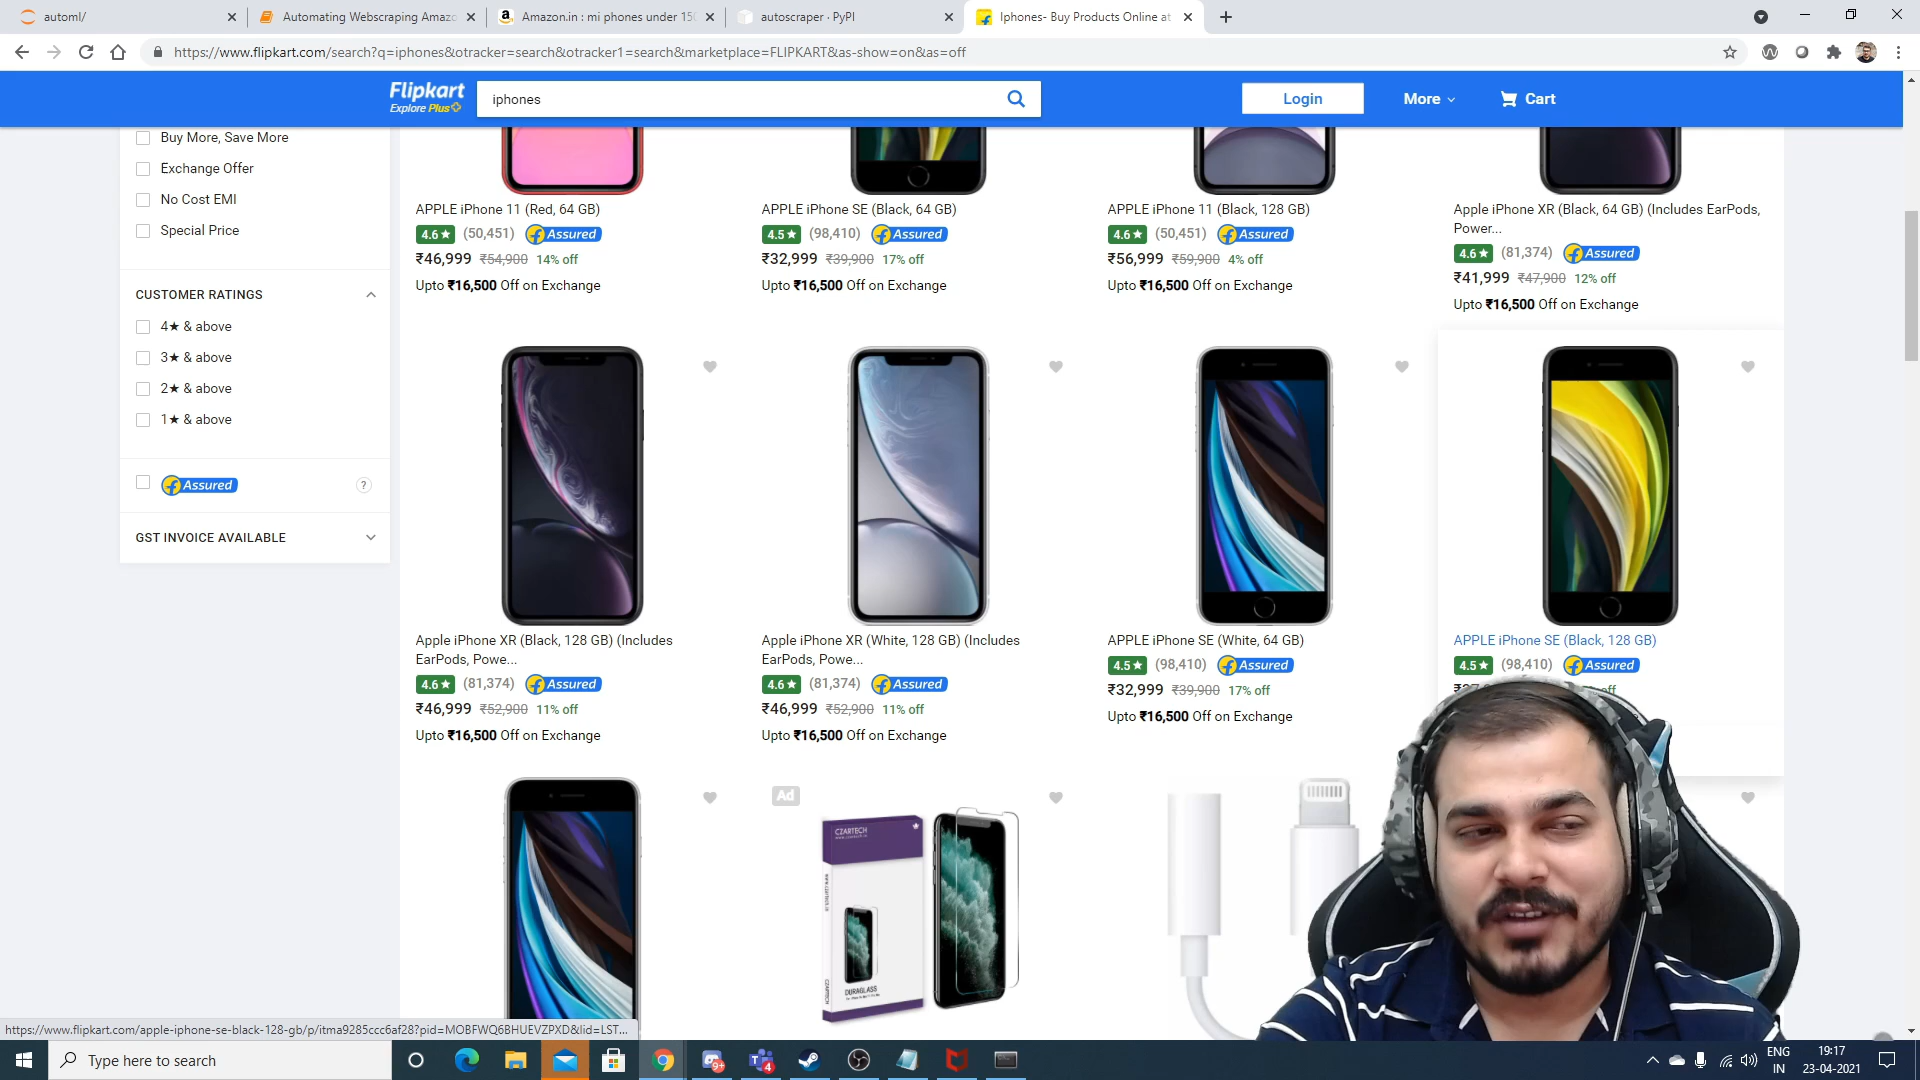 automl/
Automating Webscraping Amazo
Amazon.in : mi phones under 150
autoscraper · PyPI
Iphones- Buy Products Online at
https://www.flipkart.com/search?q=iphones&otracker=search&otracker1=search&marketplace=FLIPKART&as-show=on&as=off
Flipkart
Explore Plus
iphones
Login
More
Cart
Buy More, Save More
Exchange Offer
No Cost EMI
Special Price
CUSTOMER RATINGS
4★ & above
3★ & above
2★ & above
1★ & above
Assured
?
GST INVOICE AVAILABLE
APPLE iPhone 11 (Red, 64 GB)
4.6★ (50,451) Assured
₹46,999 ₹54,900 14% off
Upto ₹16,500 Off on Exchange
APPLE iPhone SE (Black, 64 GB)
4.5★ (98,410) Assured
₹32,999 ₹39,900 17% off
Upto ₹16,500 Off on Exchange
APPLE iPhone 11 (Black, 128 GB)
4.6★ (50,451) Assured
₹56,999 ₹59,900 4% off
Upto ₹16,500 Off on Exchange
Apple iPhone XR (Black, 64 GB) (Includes EarPods,
Power...
4.6★ (81,374) Assured
₹41,999 ₹47,900 12% off
Upto ₹16,500 Off on Exchange
Apple iPhone XR (Black, 128 GB) (Includes
EarPods, Powe...
4.6★ (81,374) Assured
₹46,999 ₹52,900 11% off
Upto ₹16,500 Off on Exchange
Apple iPhone XR (White, 128 GB) (Includes
EarPods, Powe...
4.6★ (81,374) Assured
₹46,999 ₹52,900 11% off
Upto ₹16,500 Off on Exchange
APPLE iPhone SE (White, 64 GB)
4.5★ (98,410) Assured
₹32,999 ₹39,900 17% off
Upto ₹16,500 Off on Exchange
APPLE iPhone SE (Black, 128 GB)
4.5★ (98,410) Assured
off
Ad
CZARTECH
DURAGLASS
https://www.flipkart.com/apple-iphone-se-black-128-gb/p/itma9285ccc6af28?pid=MOBFWQ6BHUEVZPXD&lid=LST...
Type here to search
9+
4
ENG
IN
19:17
23-04-2021